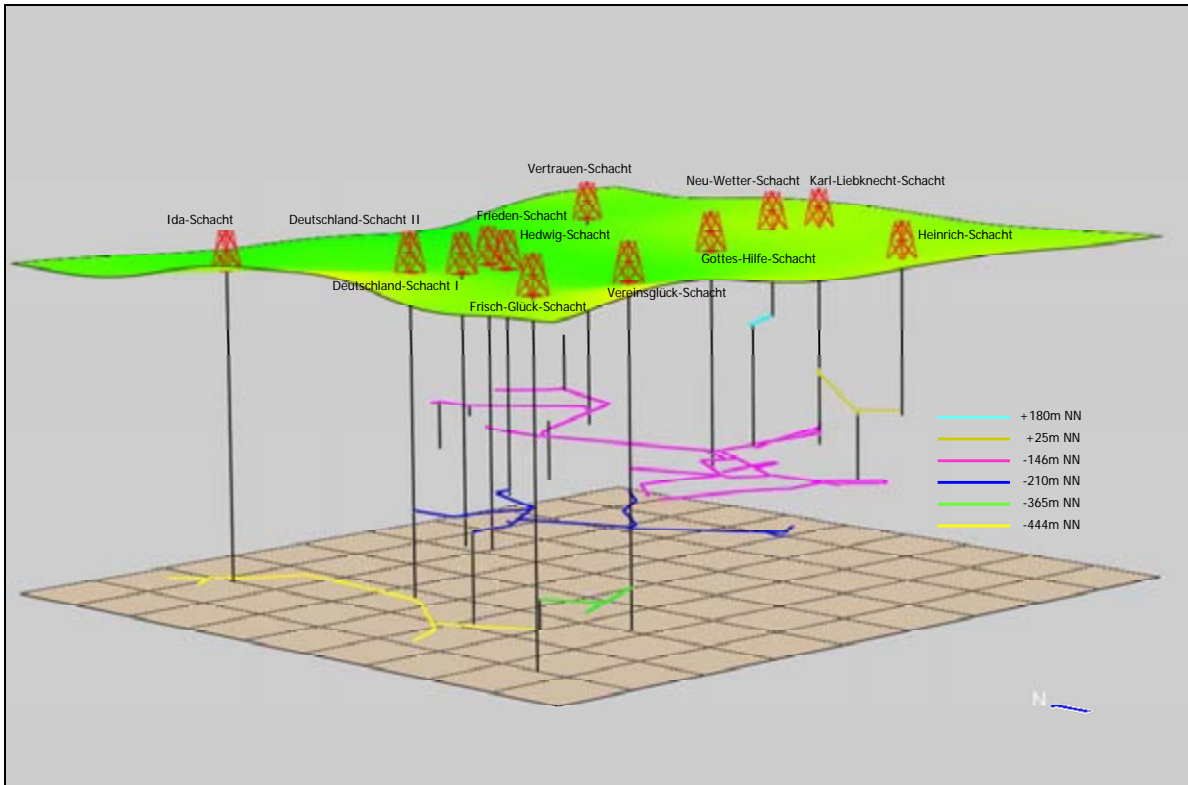 Vertrauen-Schacht
Neu-Wetter-Schacht
Karl-Liebknecht-Schacht
Ida-Schacht
Deutschland-Schacht II
Frieden-Schacht
Hedwig-Schacht
Heinrich-Schacht
Gottes-Hilfe-Schacht
Deutschland-Schacht I
Vereinsglück-Schacht
Frisch-Glück-Schacht
+180m NN
+25m NN
-146m NN
-210m NN
-365m NN
-444m NN
N